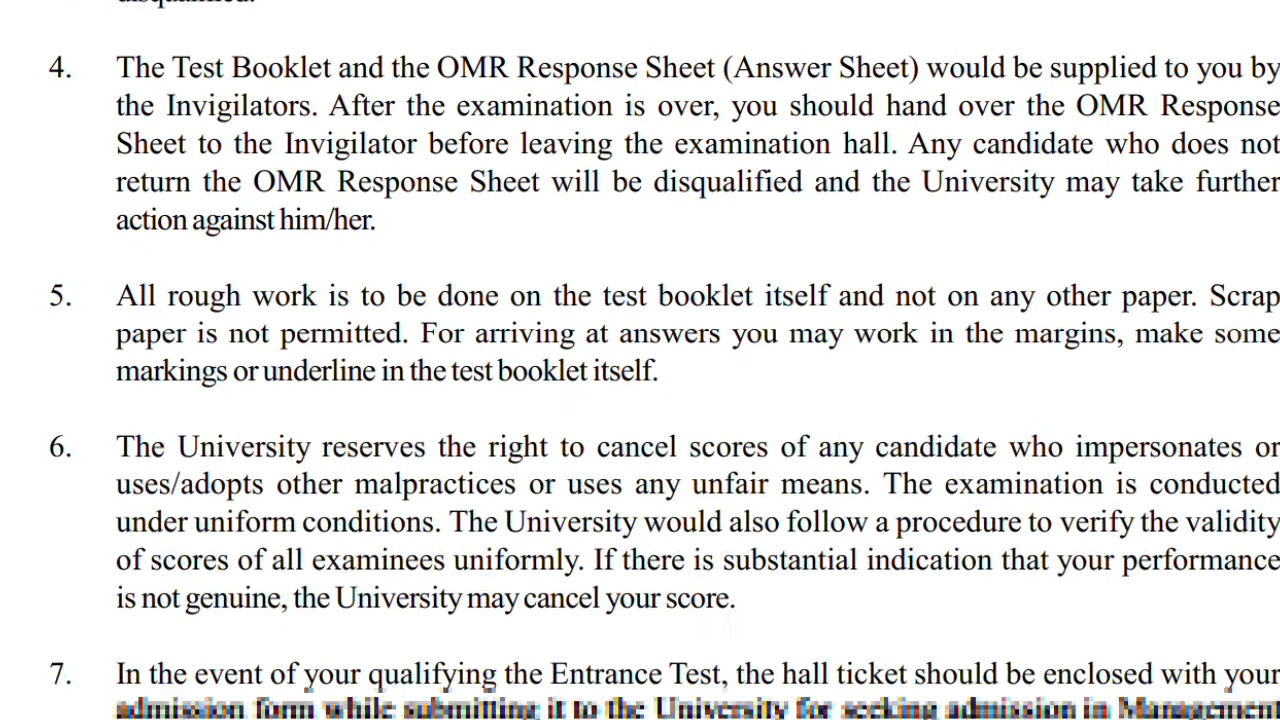 disqualified.
4. The Test Booklet and the OMR Response Sheet (Answer Sheet) would be supplied to you by
the Invigilators. After the examination is over, you should hand over the OMR Response
Sheet to the Invigilator before leaving the examination hall. Any candidate who does not
return the OMR Response Sheet will be disqualified and the University may take further
action against him/her.
5. All rough work is to be done on the test booklet itself and not on any other paper. Scrap
paper is not permitted. For arriving at answers you may work in the margins, make some
markings or underline in the test booklet itself.
6. The University reserves the right to cancel scores of any candidate who impersonates or
uses/adopts other malpractices or uses any unfair means. The examination is conducted
under uniform conditions. The University would also follow a procedure to verify the validity
of scores of all examinees uniformly. If there is substantial indication that your performance
is not genuine, the University may cancel your score.
7. In the event of your qualifying the Entrance Test, the hall ticket should be enclosed with your
admission form while submitting it to the University for seeking admission in Management